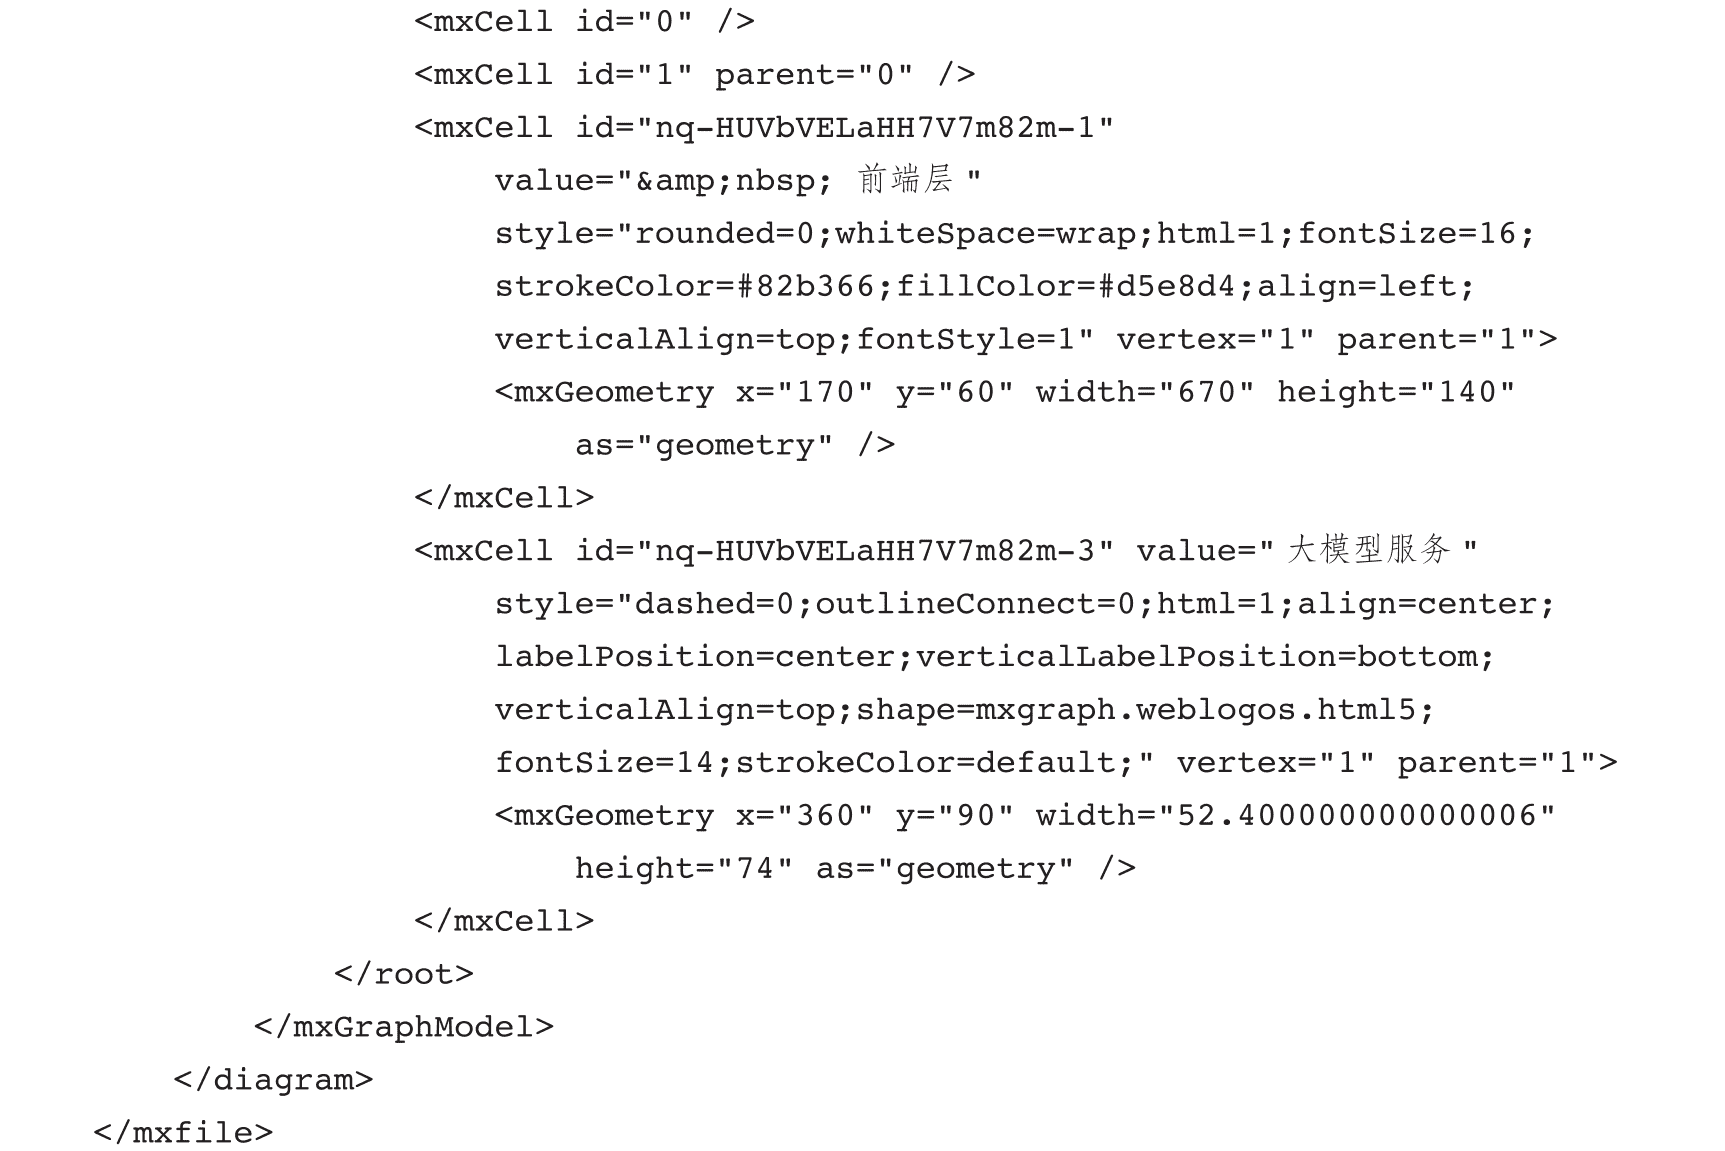 <mxCell id="0" />
<mxCell id="1" parent="0" />
<mxCell id="nq-HUVbVELaHH7V7m82m-1"
value="&amp;nbsp; 前端层 "
style="rounded=0;whiteSpace=wrap;html=1;fontSize=16;
strokeColor=#82b366;fillColor=#d5e8d4;align=left;
verticalAlign=top;fontStyle=1" vertex="1" parent="1">
<mxGeometry x="170" y="60" width="670" height="140"
as="geometry" />
</mxCell>
<mxCell id="nq-HUVbVELaHH7V7m82m-3" value=" 大模型服务 "
style="dashed=0;outlineConnect=0;html=1;align=center;
labelPosition=center;verticalLabelPosition=bottom;
verticalAlign=top;shape=mxgraph.weblogos.html5;
fontSize=14;strokeColor=default;" vertex="1" parent="1">
<mxGeometry x="360" y="90" width="52.400000000000006"
height="74" as="geometry" />
</mxCell>
</root>
</mxGraphModel>
</diagram>
</mxfile>